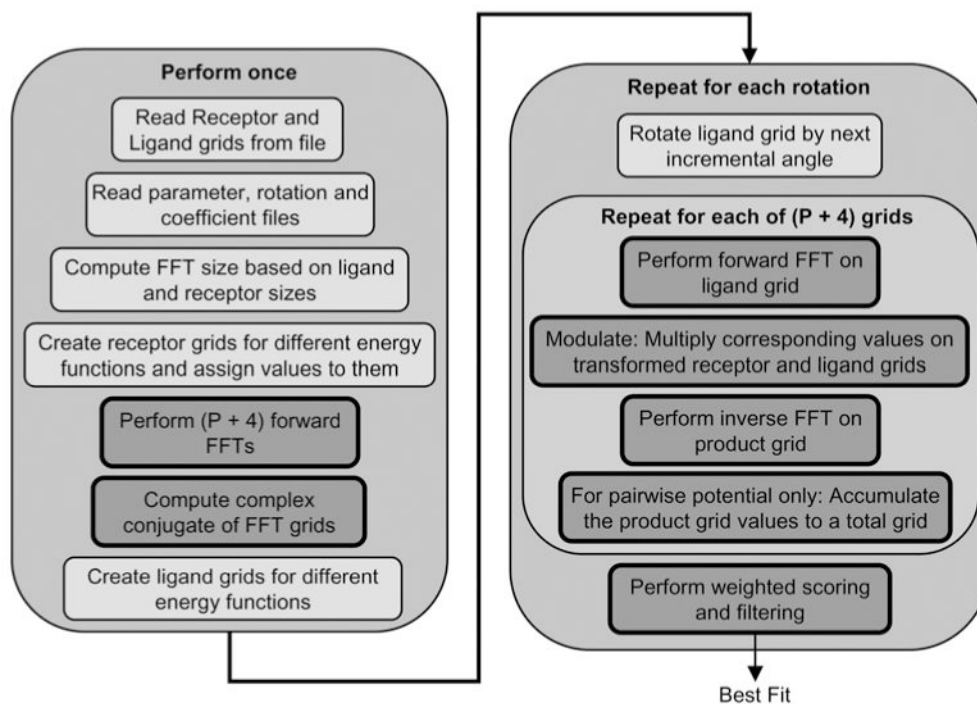 Perform once
Read Receptor and
Ligand grids from file
Read parameter, rotation and
coefficient files
Compute FFT size based on ligand
and receptor sizes
Create receptor grids for different energy
functions and assign values to them
Perform (P + 4) forward
FFTs
Compute complex
conjugate of FFT grids
Create ligand grids for different
energy functions
Repeat for each rotation
Rotate ligand grid by next
incremental angle
Repeat for each of (P + 4) grids
Perform forward FFT on
ligand grid
Modulate: Multiply corresponding values on
transformed receptor and ligand grids
Perform inverse FFT on
product grid
For pairwise potential only: Accumulate
the product grid values to a total grid
Perform weighted scoring
and filtering
Best Fit